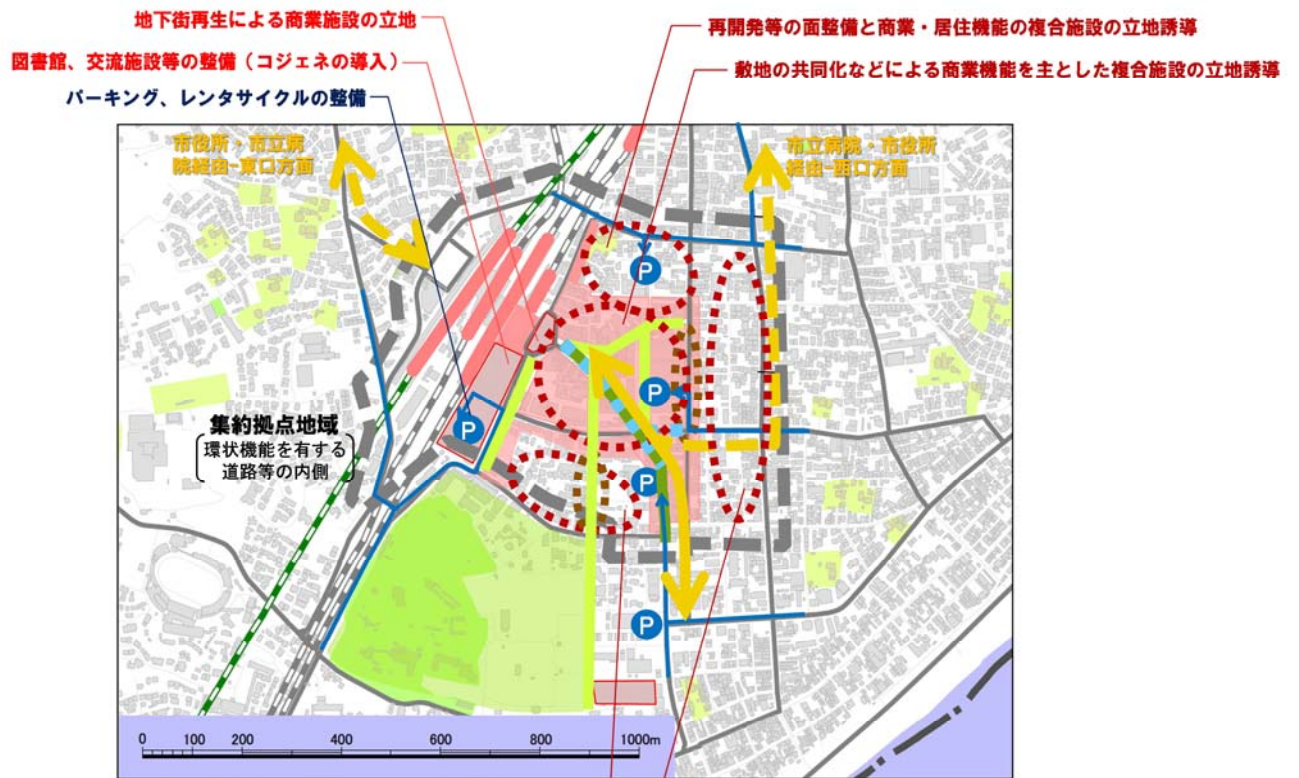 地下街再生による商業施設の立地
図書館、交流施設等の整備（コジェネの導入）
パーキング、レンタサイクルの整備
再開発等の面整備と商業・居住機能の複合施設の立地誘導
敷地の共同化などによる商業機能を主とした複合施設の立地誘導
市役所・市立病
院経由-東口方面
市立病院・市役所
経由-西口方面
P
P
P
集約拠点地域
環状機能を有する
道路等の内側
P
P
0 100 200 400 600 800 1000m